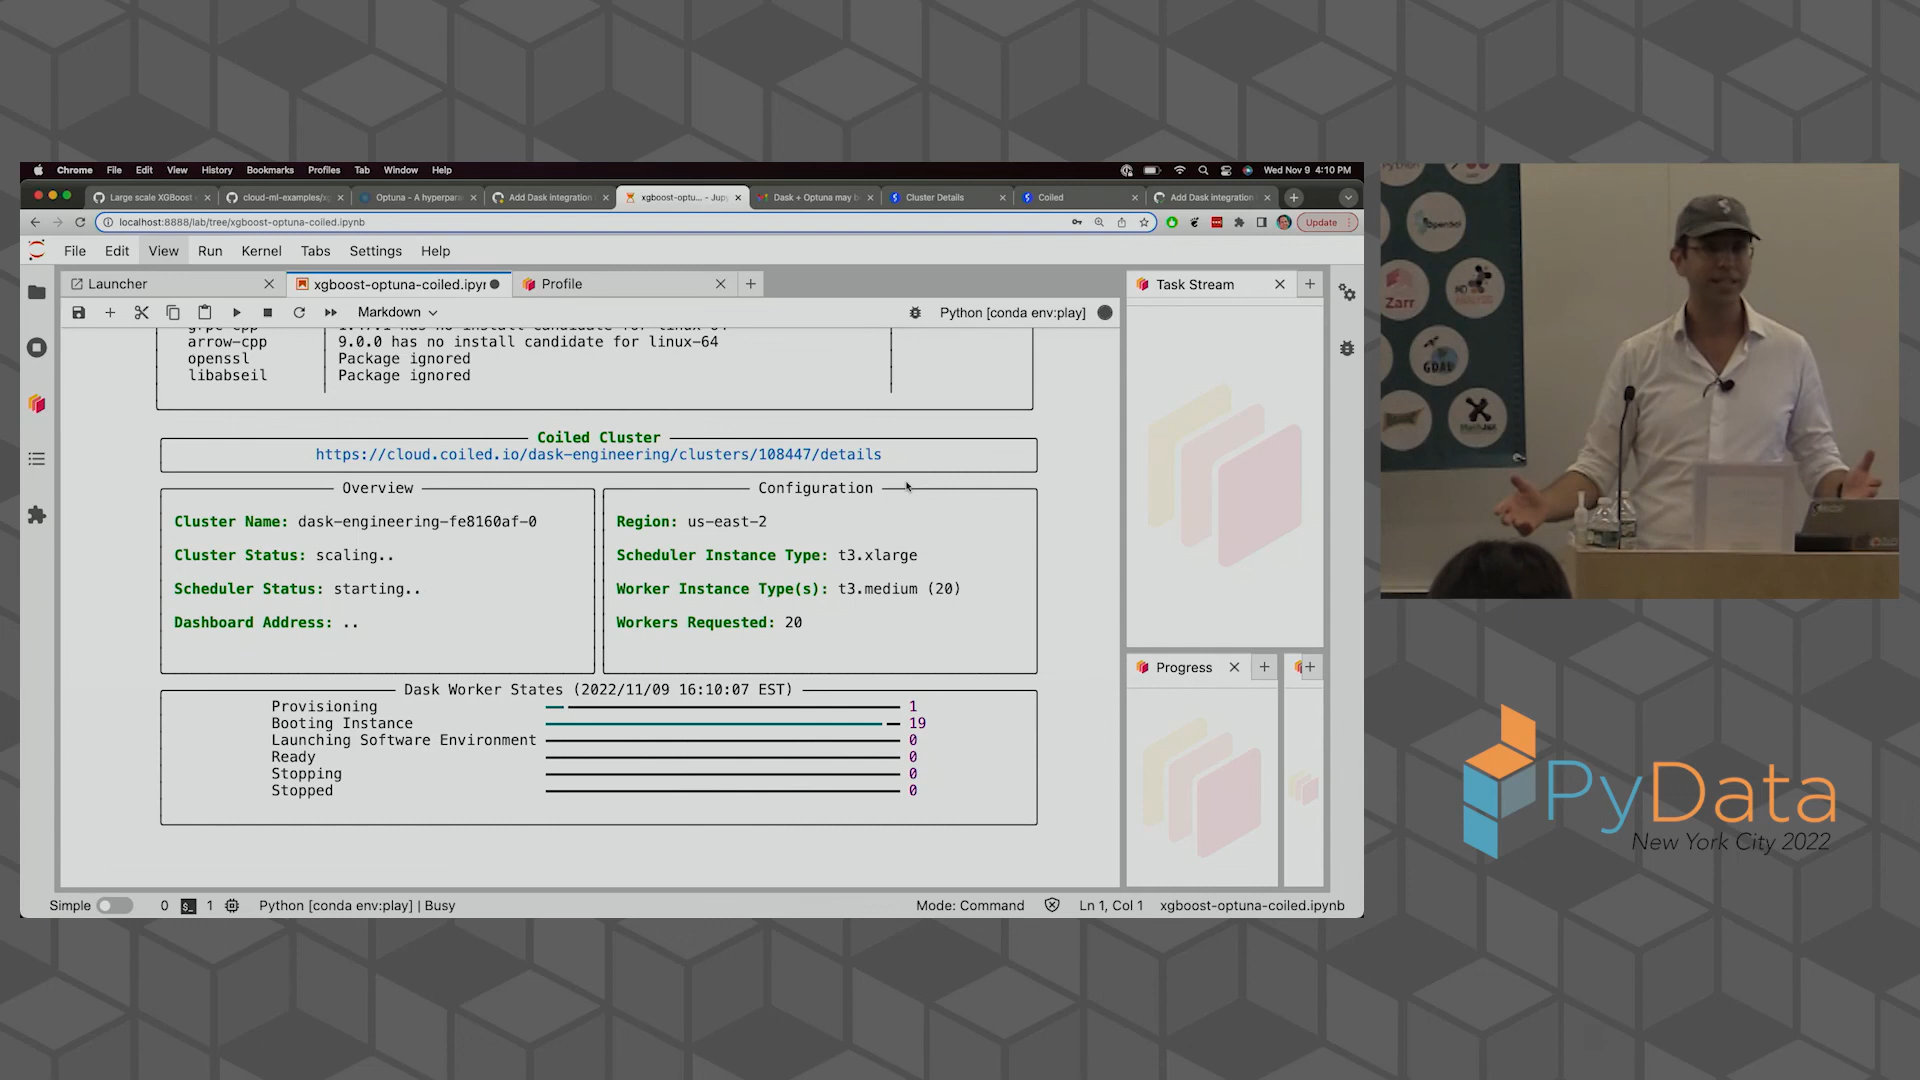 Chrome File Edit View History Bookmarks Profiles Tab Window Help
Wed Nov 9 4:10 PM
Large scale XGBoost
cloud-ml-examples/x
Optuna - A hyperpara
Add Dask integration
xgboost-optu... - Jup
Dask + Optuna may b
Cluster Details
Coiled
Add Dask integration
localhost:8888/lab/tree/xgboost-optuna-coiled.ipynb
Update
File Edit View Run Kernel Tabs Settings Help
Launcher
xgboost-optuna-coiled.ipyn
Profile
Task Stream
Markdown
Python [conda env:play]
arrow-cpp 9.0.0 has no install candidate for linux-64
openssl Package ignored
libabseil Package ignored
Coiled Cluster
https://cloud.coiled.io/dask-engineering/clusters/108447/details
Overview
Cluster Name: dask-engineering-fe8160af-0
Cluster Status: scaling..
Scheduler Status: starting..
Dashboard Address: ..
Configuration
Region: us-east-2
Scheduler Instance Type: t3.xlarge
Worker Instance Type(s): t3.medium (20)
Workers Requested: 20
Dask Worker States (2022/11/09 16:10:07 EST)
Provisioning 1
Booting Instance 19
Launching Software Environment 0
Ready 0
Stopping 0
Stopped 0
Progress
Simple 0 $_ 1 Python [conda env:play] | Busy
Mode: Command Ln 1, Col 1 xgboost-optuna-coiled.ipynb
Zarr
GDAL
PyData
New York City 2022